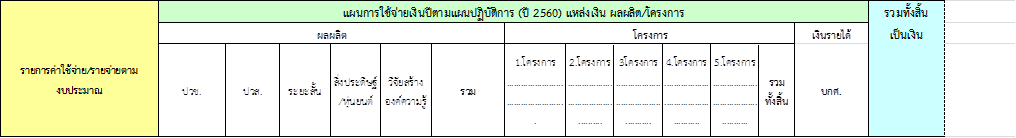 แผนการใช้จ่ายเงินปีตามแผนปฏิบัติการ (ปี 2560) แหล่งเงิน ผลผลิต/โครงการ
รวมทั้งสิ้น
เป็นเงิน
ผลผลิต
โครงการ
เงินรายได้
รายการค่าใช้จ่าย/รายจ่ายตาม
งบประมาณ
ปวช.
ปวส.
ระยะสั้น
สิ่งประดิษฐ์
/หุ่นยนต์
วิจัยสร้าง
องค์ความรู้
รวม
1.โครงการ
....................
....................
.
2.โครงการ
................
................
..........
3โครงการ
................
................
..........
4.โครงการ
................
................
..........
5.โครงการ
................
................
..........
รวม
ทั้งสิ้น
บกศ.